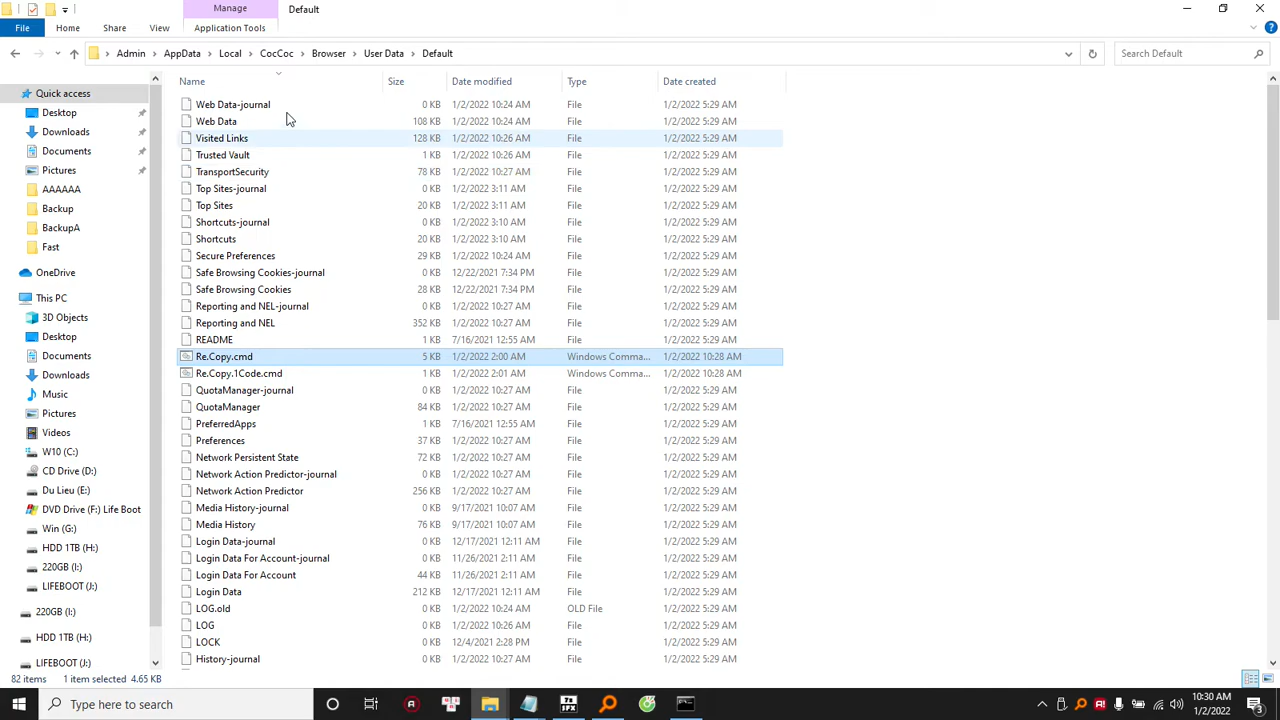 Manage
Default
File
Home
Share
View
Application Tools
Admin
AppData
Local
CocCoc
Browser
User Data
Default
Search Default
Name
Size
Date modified
Type
Date created
Quick access
Desktop
Downloads
Documents
Pictures
AAAAAA
Backup
BackupA
Fast
OneDrive
This PC
3D Objects
Desktop
Documents
Downloads
Music
Pictures
Videos
W10 (C:)
CD Drive (D:)
Du Lieu (E:)
DVD Drive (F:) Life Boot
Win (G:)
HDD 1TB (H:)
220GB (I:)
LIFEBOOT (J:)
220GB (I:)
HDD 1TB (H:)
LIFEBOOT (J:)
Web Data-journal 0 KB 1/2/2022 10:24 AM File 1/2/2022 5:29 AM
Web Data 108 KB 1/2/2022 10:24 AM File 1/2/2022 5:29 AM
Visited Links 128 KB 1/2/2022 10:26 AM File 1/2/2022 5:29 AM
Trusted Vault 1 KB 1/2/2022 10:26 AM File 1/2/2022 5:29 AM
TransportSecurity 78 KB 1/2/2022 10:27 AM File 1/2/2022 5:29 AM
Top Sites-journal 0 KB 1/2/2022 3:11 AM File 1/2/2022 5:29 AM
Top Sites 20 KB 1/2/2022 3:11 AM File 1/2/2022 5:29 AM
Shortcuts-journal 0 KB 1/2/2022 3:10 AM File 1/2/2022 5:29 AM
Shortcuts 20 KB 1/2/2022 3:10 AM File 1/2/2022 5:29 AM
Secure Preferences 29 KB 1/2/2022 10:24 AM File 1/2/2022 5:29 AM
Safe Browsing Cookies-journal 0 KB 12/22/2021 7:34 PM File 1/2/2022 5:29 AM
Safe Browsing Cookies 28 KB 12/22/2021 7:34 PM File 1/2/2022 5:29 AM
Reporting and NEL-journal 0 KB 1/2/2022 10:27 AM File 1/2/2022 5:29 AM
Reporting and NEL 352 KB 1/2/2022 10:27 AM File 1/2/2022 5:29 AM
README 1 KB 7/16/2021 12:55 AM File 1/2/2022 5:29 AM
Re.Copy.cmd 5 KB 1/2/2022 2:00 AM Windows Comma... 1/2/2022 10:28 AM
Re.Copy.1Code.cmd 1 KB 1/2/2022 2:01 AM Windows Comma... 1/2/2022 10:28 AM
QuotaManager-journal 0 KB 1/2/2022 10:27 AM File 1/2/2022 5:29 AM
QuotaManager 84 KB 1/2/2022 10:27 AM File 1/2/2022 5:29 AM
PreferredApps 1 KB 7/16/2021 12:55 AM File 1/2/2022 5:29 AM
Preferences 37 KB 1/2/2022 10:27 AM File 1/2/2022 5:29 AM
Network Persistent State 72 KB 1/2/2022 10:27 AM File 1/2/2022 5:29 AM
Network Action Predictor-journal 0 KB 1/2/2022 10:27 AM File 1/2/2022 5:29 AM
Network Action Predictor 256 KB 1/2/2022 10:27 AM File 1/2/2022 5:29 AM
Media History-journal 0 KB 9/17/2021 10:07 AM File 1/2/2022 5:29 AM
Media History 76 KB 9/17/2021 10:07 AM File 1/2/2022 5:29 AM
Login Data-journal 0 KB 12/17/2021 12:11 AM File 1/2/2022 5:29 AM
Login Data For Account-journal 0 KB 11/26/2021 2:11 AM File 1/2/2022 5:29 AM
Login Data For Account 44 KB 11/26/2021 2:11 AM File 1/2/2022 5:29 AM
Login Data 212 KB 12/17/2021 12:11 AM File 1/2/2022 5:29 AM
LOG.old 0 KB 1/2/2022 10:24 AM OLD File 1/2/2022 5:29 AM
LOG 0 KB 1/2/2022 10:26 AM File 1/2/2022 5:29 AM
LOCK 0 KB 12/4/2021 2:28 PM File 1/2/2022 5:29 AM
History-journal 0 KB 1/2/2022 10:27 AM File 1/2/2022 5:29 AM
82 items
1 item selected 4.65 KB
Type here to search
10:30 AM
1/2/2022